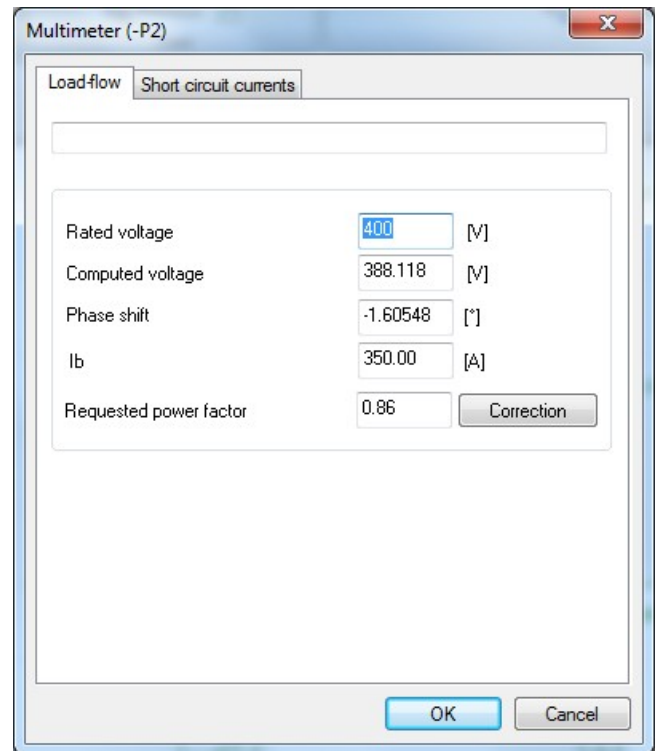 Multimeter (-P2)
Load-flow Short circuit currents
Rated voltage 400 [V]
Computed voltage 388.118 [V]
Phase shift -1.60548 [°]
Ib 350.00 [A]
Requested power factor 0.86 Correction
OK Cancel